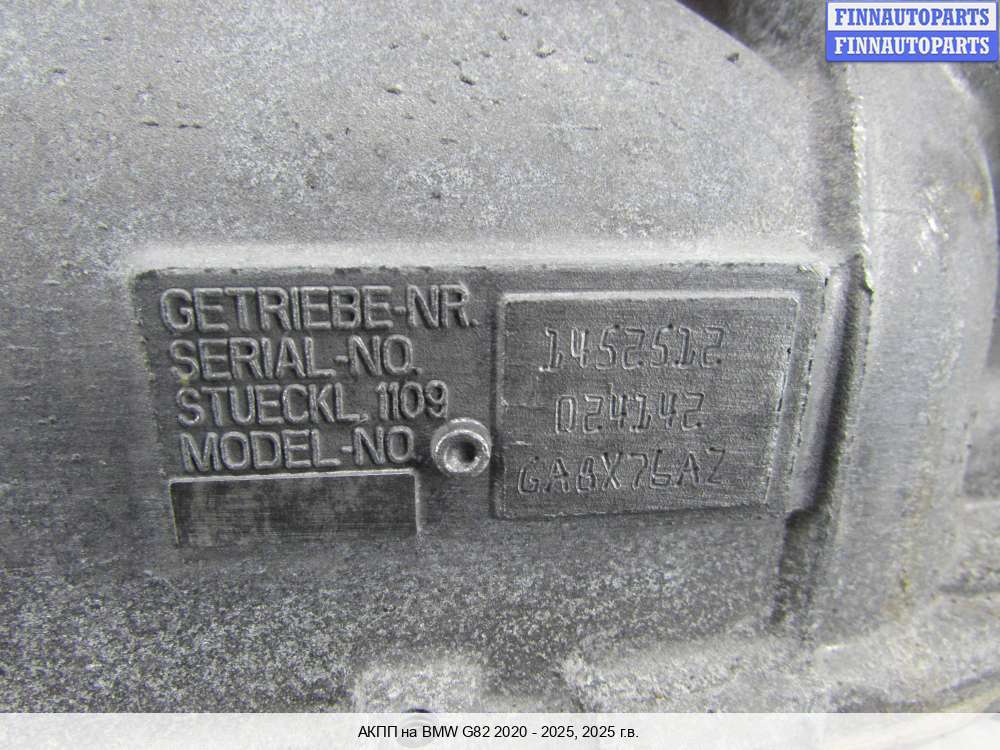 FINNAUTOPARTS
FINNAUTOPARTS
GETRIEBE-NR.
SERIAL-NO.
STUECKL. 1109
MODEL-NO.
1452512
024142
GA8X76AZ
АКПП на BMW G82 2020 - 2025, 2025 г.в.